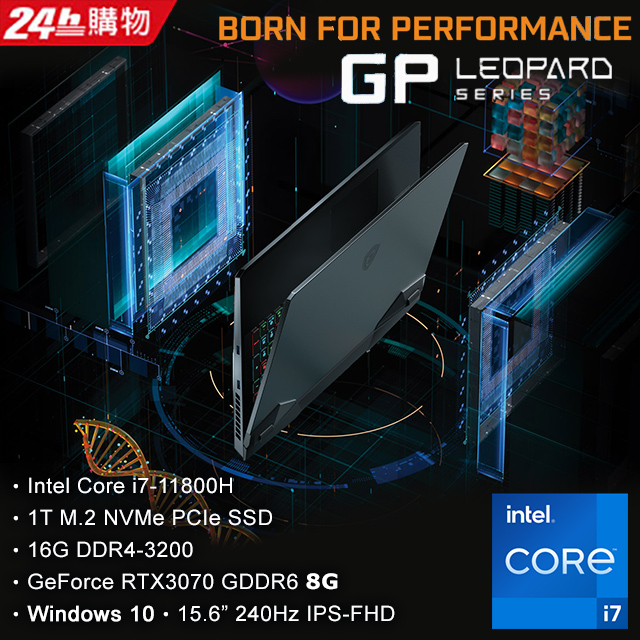 24h購物
BORN FOR PERFORMANCE
GP LEOPARD
SERIES
・Intel Core i7-11800H
・1T M.2 NVMe PCIe SSD
・16G DDR4-3200
・GeForce RTX3070 GDDR6 8G
・Windows 10・15.6” 240Hz IPS-FHD
intel.
CORE
i7